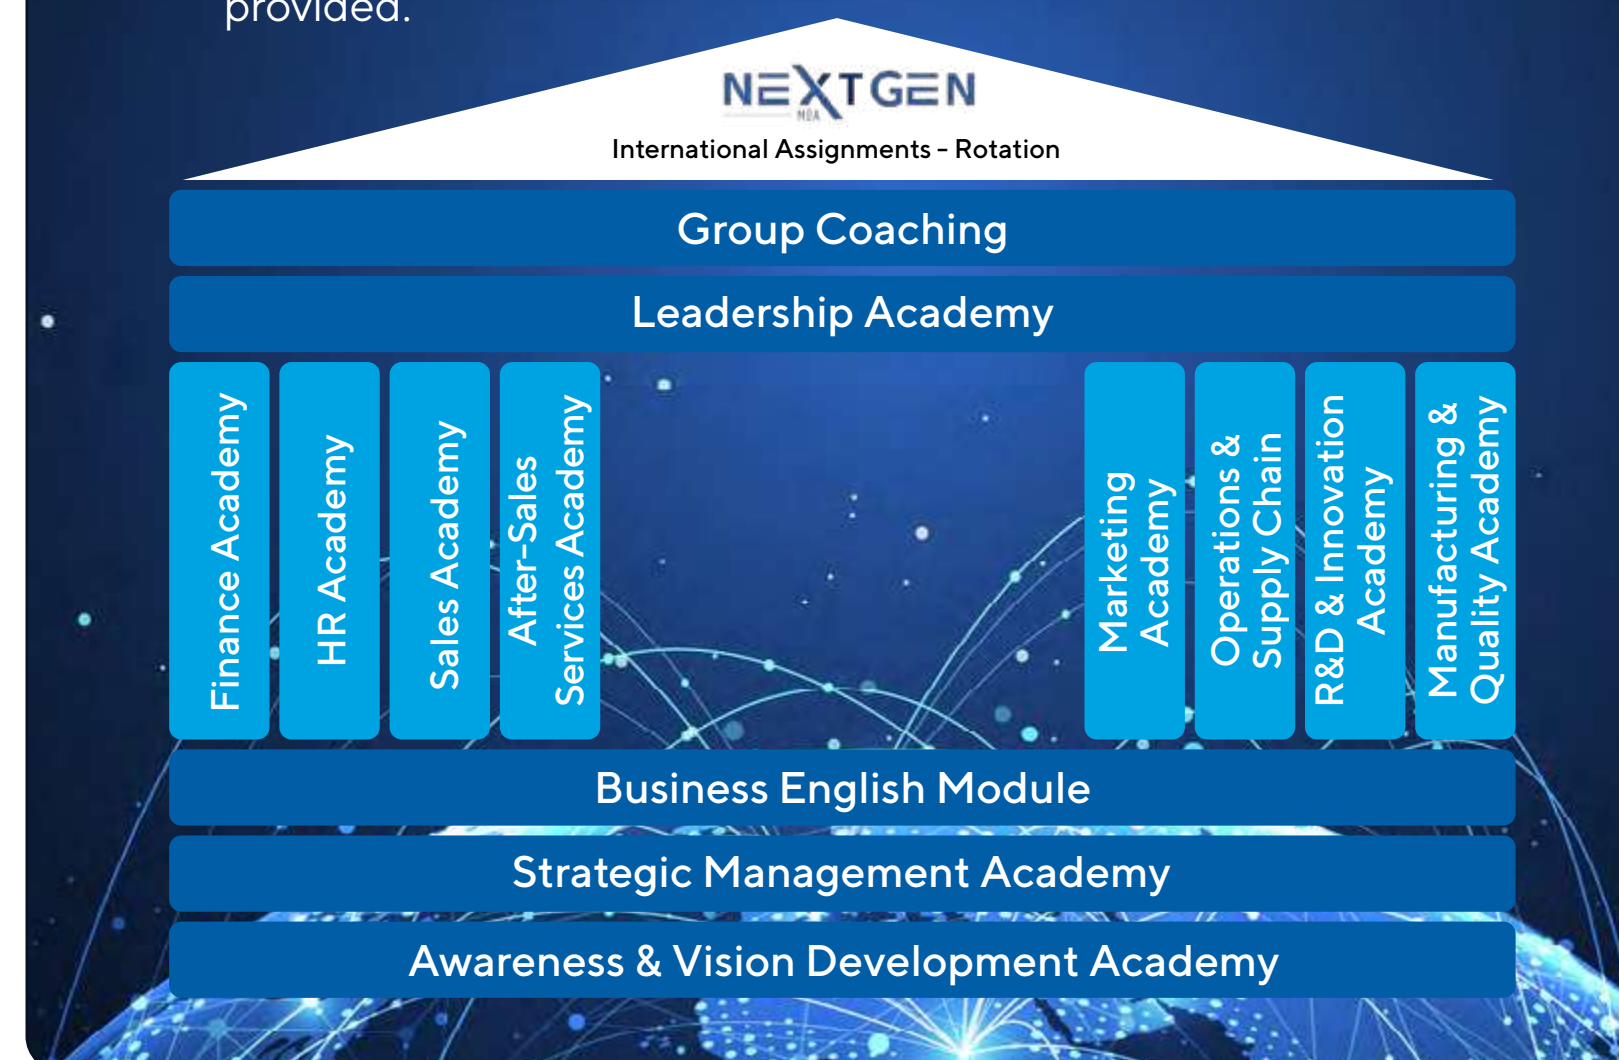 provided.
NEXTGEN
MBA
International Assignments - Rotation
Group Coaching
Leadership Academy
Finance Academy
HR Academy
Sales Academy
After-Sales
Services Academy
Marketing
Academy
Operations &
Supply Chain
R&D & Innovation
Academy
Manufacturing &
Quality Academy
Business English Module
Strategic Management Academy
Awareness & Vision Development Academy